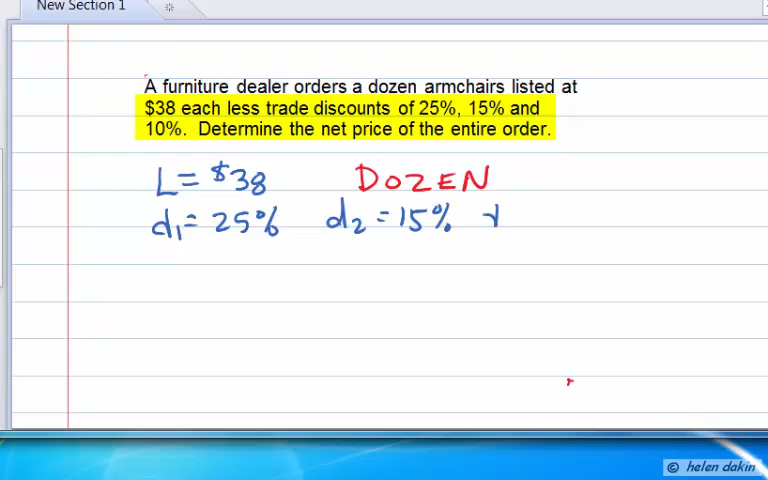 New Section 1
A furniture dealer orders a dozen armchairs listed at
$38 each less trade discounts of 25%, 15% and
10%. Determine the net price of the entire order.
L = $38 DOZEN
d1 = 25% d2 = 15%
© helen dakin